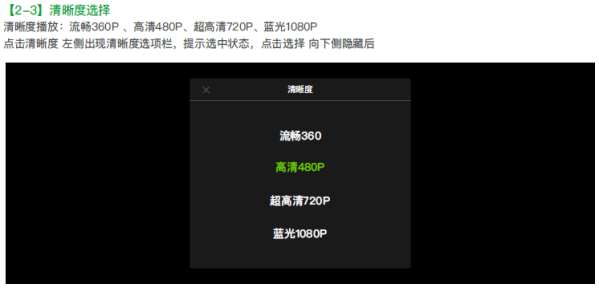 【2-3】清晰度选择
清晰度播放：流畅360P 、高清480P、超高清720P、蓝光1080P
点击清晰度 左侧出现清晰度选项栏，提示选中状态，点击选择 向下侧隐藏后
清晰度
流畅360
高清480P
超高清720P
蓝光1080P